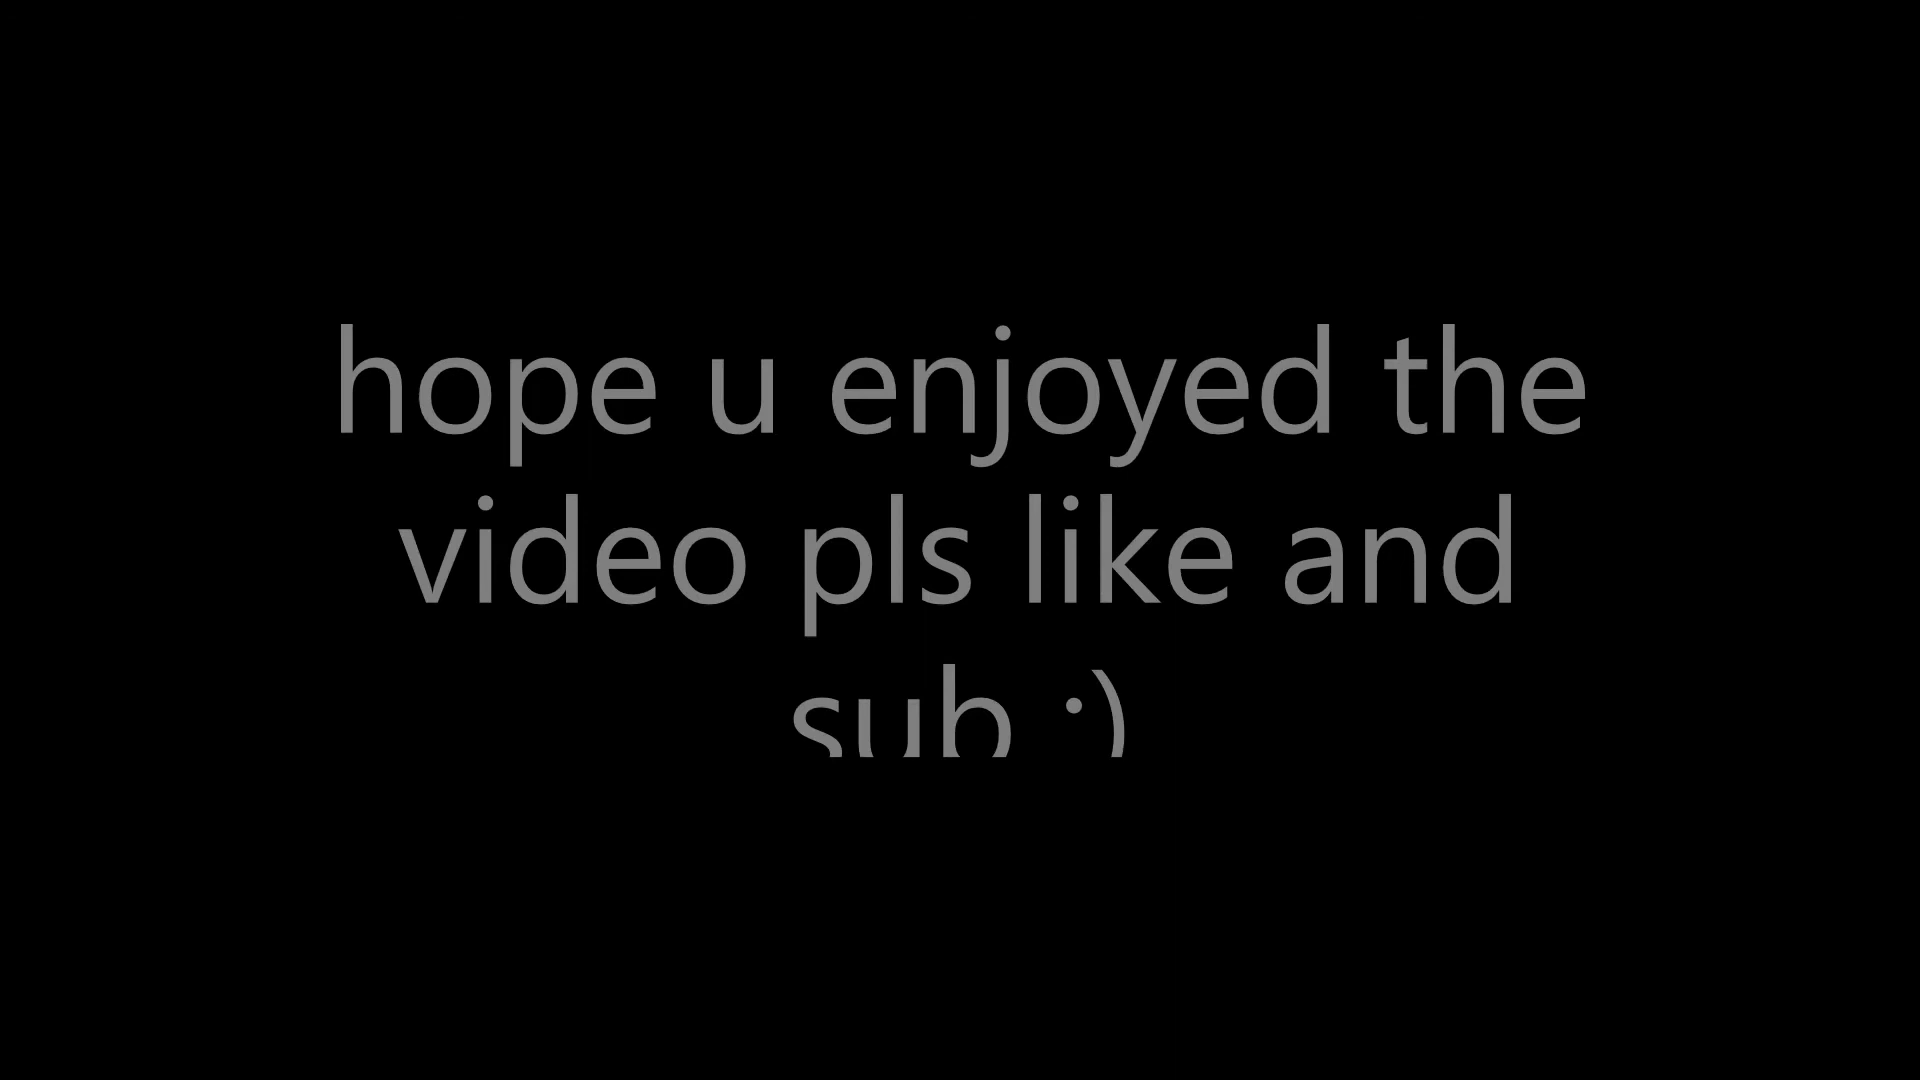 hope u enjoyed the
video pls like and
sub :)